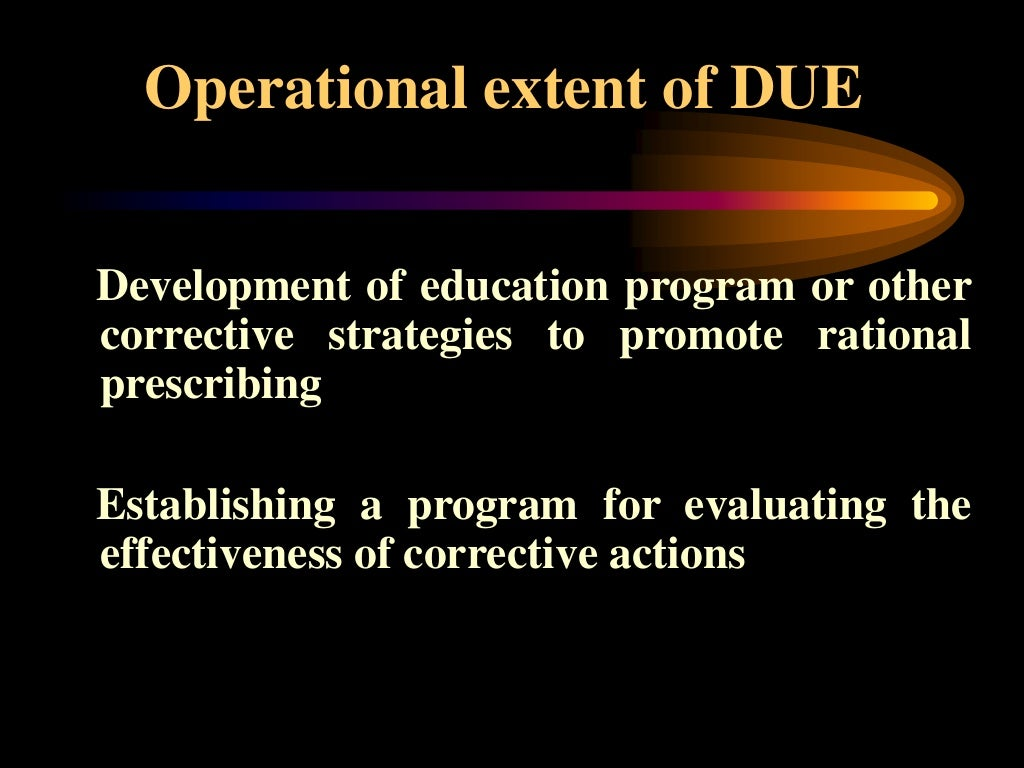 Operational extent of DUE
Development of education program or other
corrective strategies to promote rational
prescribing
Establishing a program for evaluating the
effectiveness of corrective actions